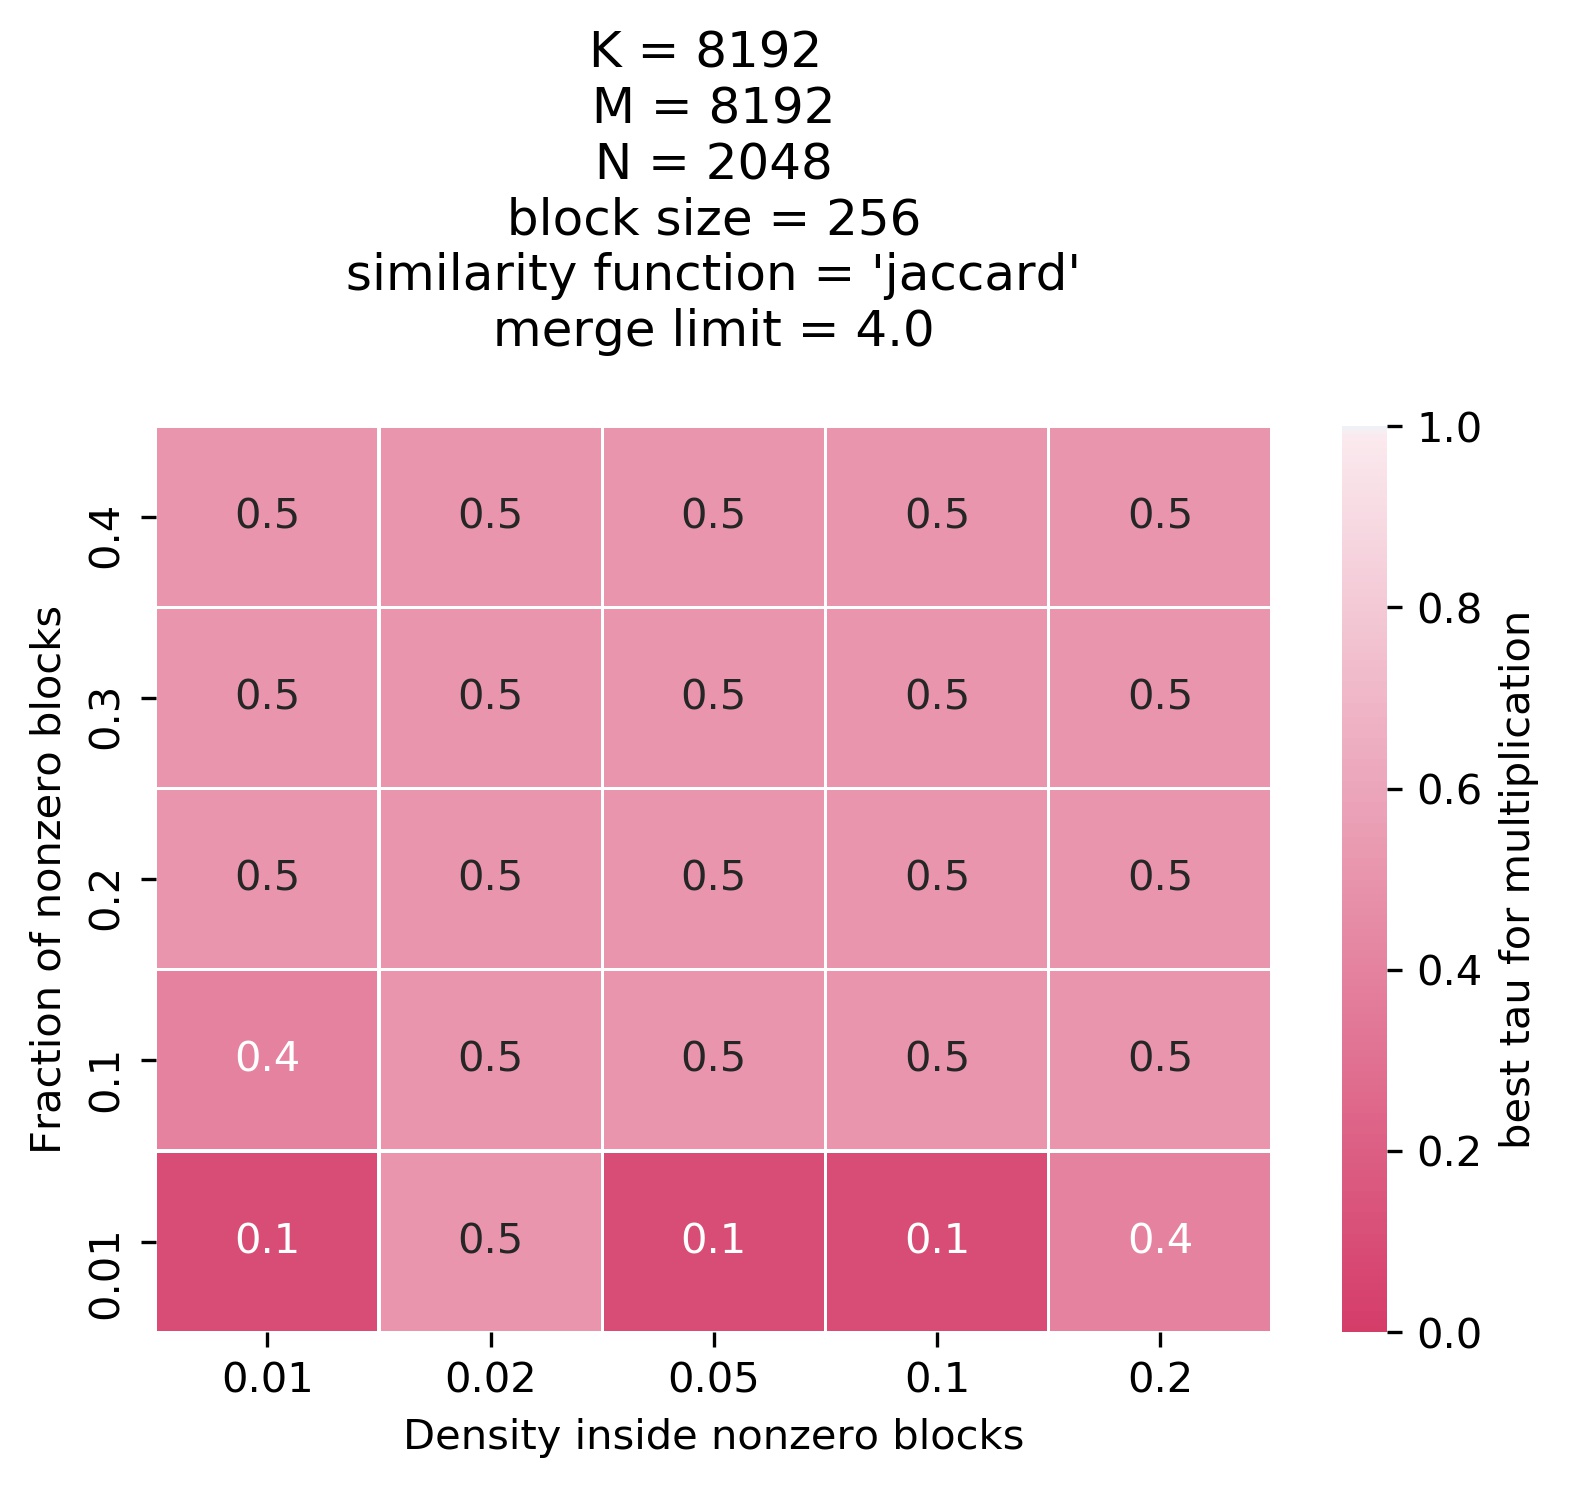 K = 8192
M = 8192
N = 2048
block size = 256
similarity function = 'jaccard'
merge limit = 4.0
Fraction of nonzero blocks
0.4
0.5 0.5 0.5 0.5 0.5
0.3
0.5 0.5 0.5 0.5 0.5
0.2
0.5 0.5 0.5 0.5 0.5
0.1
0.4 0.5 0.5 0.5 0.5
0.01
0.1 0.5 0.1 0.1 0.4
0.01 0.02 0.05 0.1 0.2
Density inside nonzero blocks
1.0
0.8
0.6
0.4
0.2
0.0
best tau for multiplication